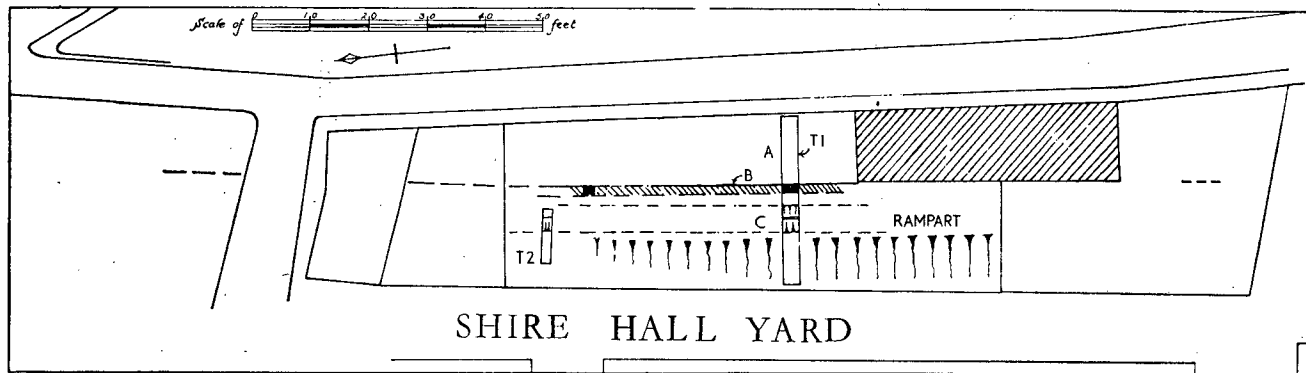 Scale of 0 10 20 30 40 50 feet
A T1
B
C RAMPART
T2
SHIRE HALL YARD